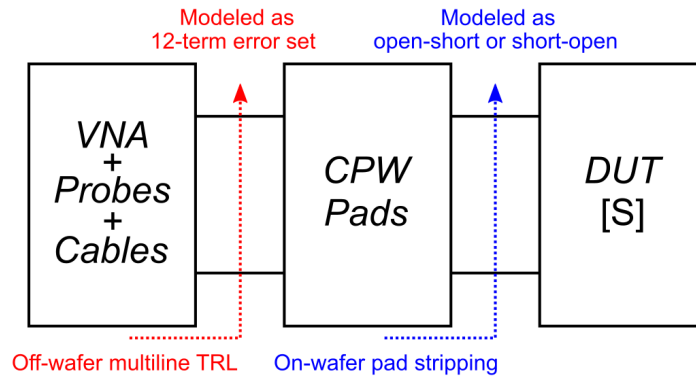 Modeled as
12-term error set
Modeled as
open-short or short-open
VNA
+
Probes
+
Cables
CPW
Pads
DUT
[S]
Off-wafer multiline TRL
On-wafer pad stripping